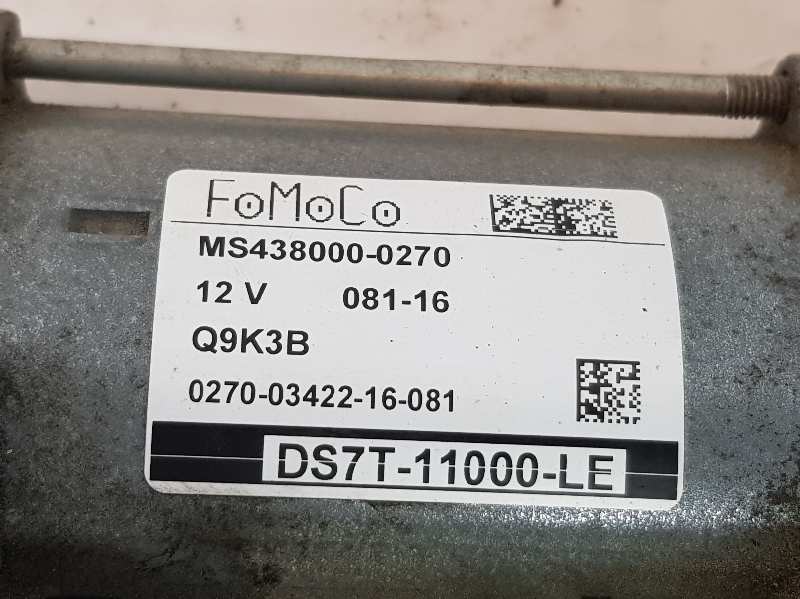 FoMoCo
MS438000-0270
12 V 081-16
Q9K3B
0270-03422-16-081
DS7T-11000-LE